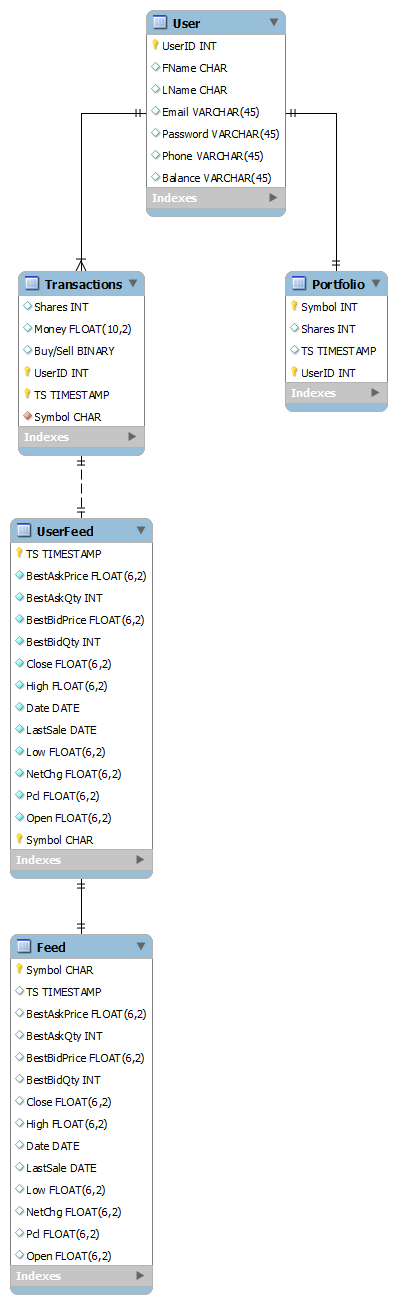 User
UserID INT
FName CHAR
LName CHAR
Email VARCHAR(45)
Password VARCHAR(45)
Phone VARCHAR(45)
Balance VARCHAR(45)
Indexes
Transactions
Shares INT
Money FLOAT(10,2)
Buy/Sell BINARY
UserID INT
TS TIMESTAMP
Symbol CHAR
Indexes
Portfolio
Symbol INT
Shares INT
TS TIMESTAMP
UserID INT
Indexes
UserFeed
TS TIMESTAMP
BestAskPrice FLOAT(6,2)
BestAskQty INT
BestBidPrice FLOAT(6,2)
BestBidQty INT
Close FLOAT(6,2)
High FLOAT(6,2)
Date DATE
LastSale DATE
Low FLOAT(6,2)
NetChg FLOAT(6,2)
Pcl FLOAT(6,2)
Open FLOAT(6,2)
Symbol CHAR
Indexes
Feed
Symbol CHAR
TS TIMESTAMP
BestAskPrice FLOAT(6,2)
BestAskQty INT
BestBidPrice FLOAT(6,2)
BestBidQty INT
Close FLOAT(6,2)
High FLOAT(6,2)
Date DATE
LastSale DATE
Low FLOAT(6,2)
NetChg FLOAT(6,2)
Pcl FLOAT(6,2)
Open FLOAT(6,2)
Indexes